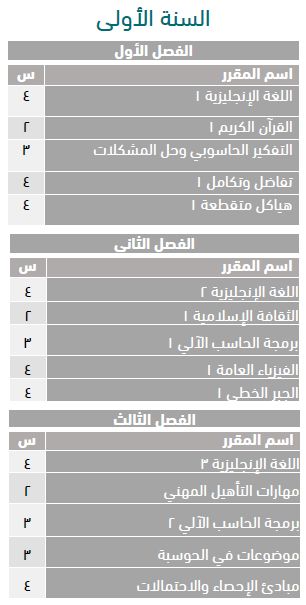 السنة الأولى
الفصل الأول
اسم المقرر س
اللغة الإنجليزية ١ ٤
القرآن الكريم ١ ٢
التفكير الحاسوبي وحل المشكلات ٣
تفاضل وتكامل ١ ٤
هياكل متقطعة ١ ٤
الفصل الثاني
اسم المقرر س
اللغة الإنجليزية ٢ ٤
الثقافة الإسلامية ١ ٢
برمجة الحاسب الآلي ١ ٣
الفيزياء العامة ١ ٤
الجبر الخطي ١ ٤
الفصل الثالث
اسم المقرر س
اللغة الإنجليزية ٣ ٤
مهارات التأهيل المهني ٢
برمجة الحاسب الآلي ٢ ٣
موضوعات في الحوسبة ٣
مبادئ الإحصاء والاحتمالات ٤